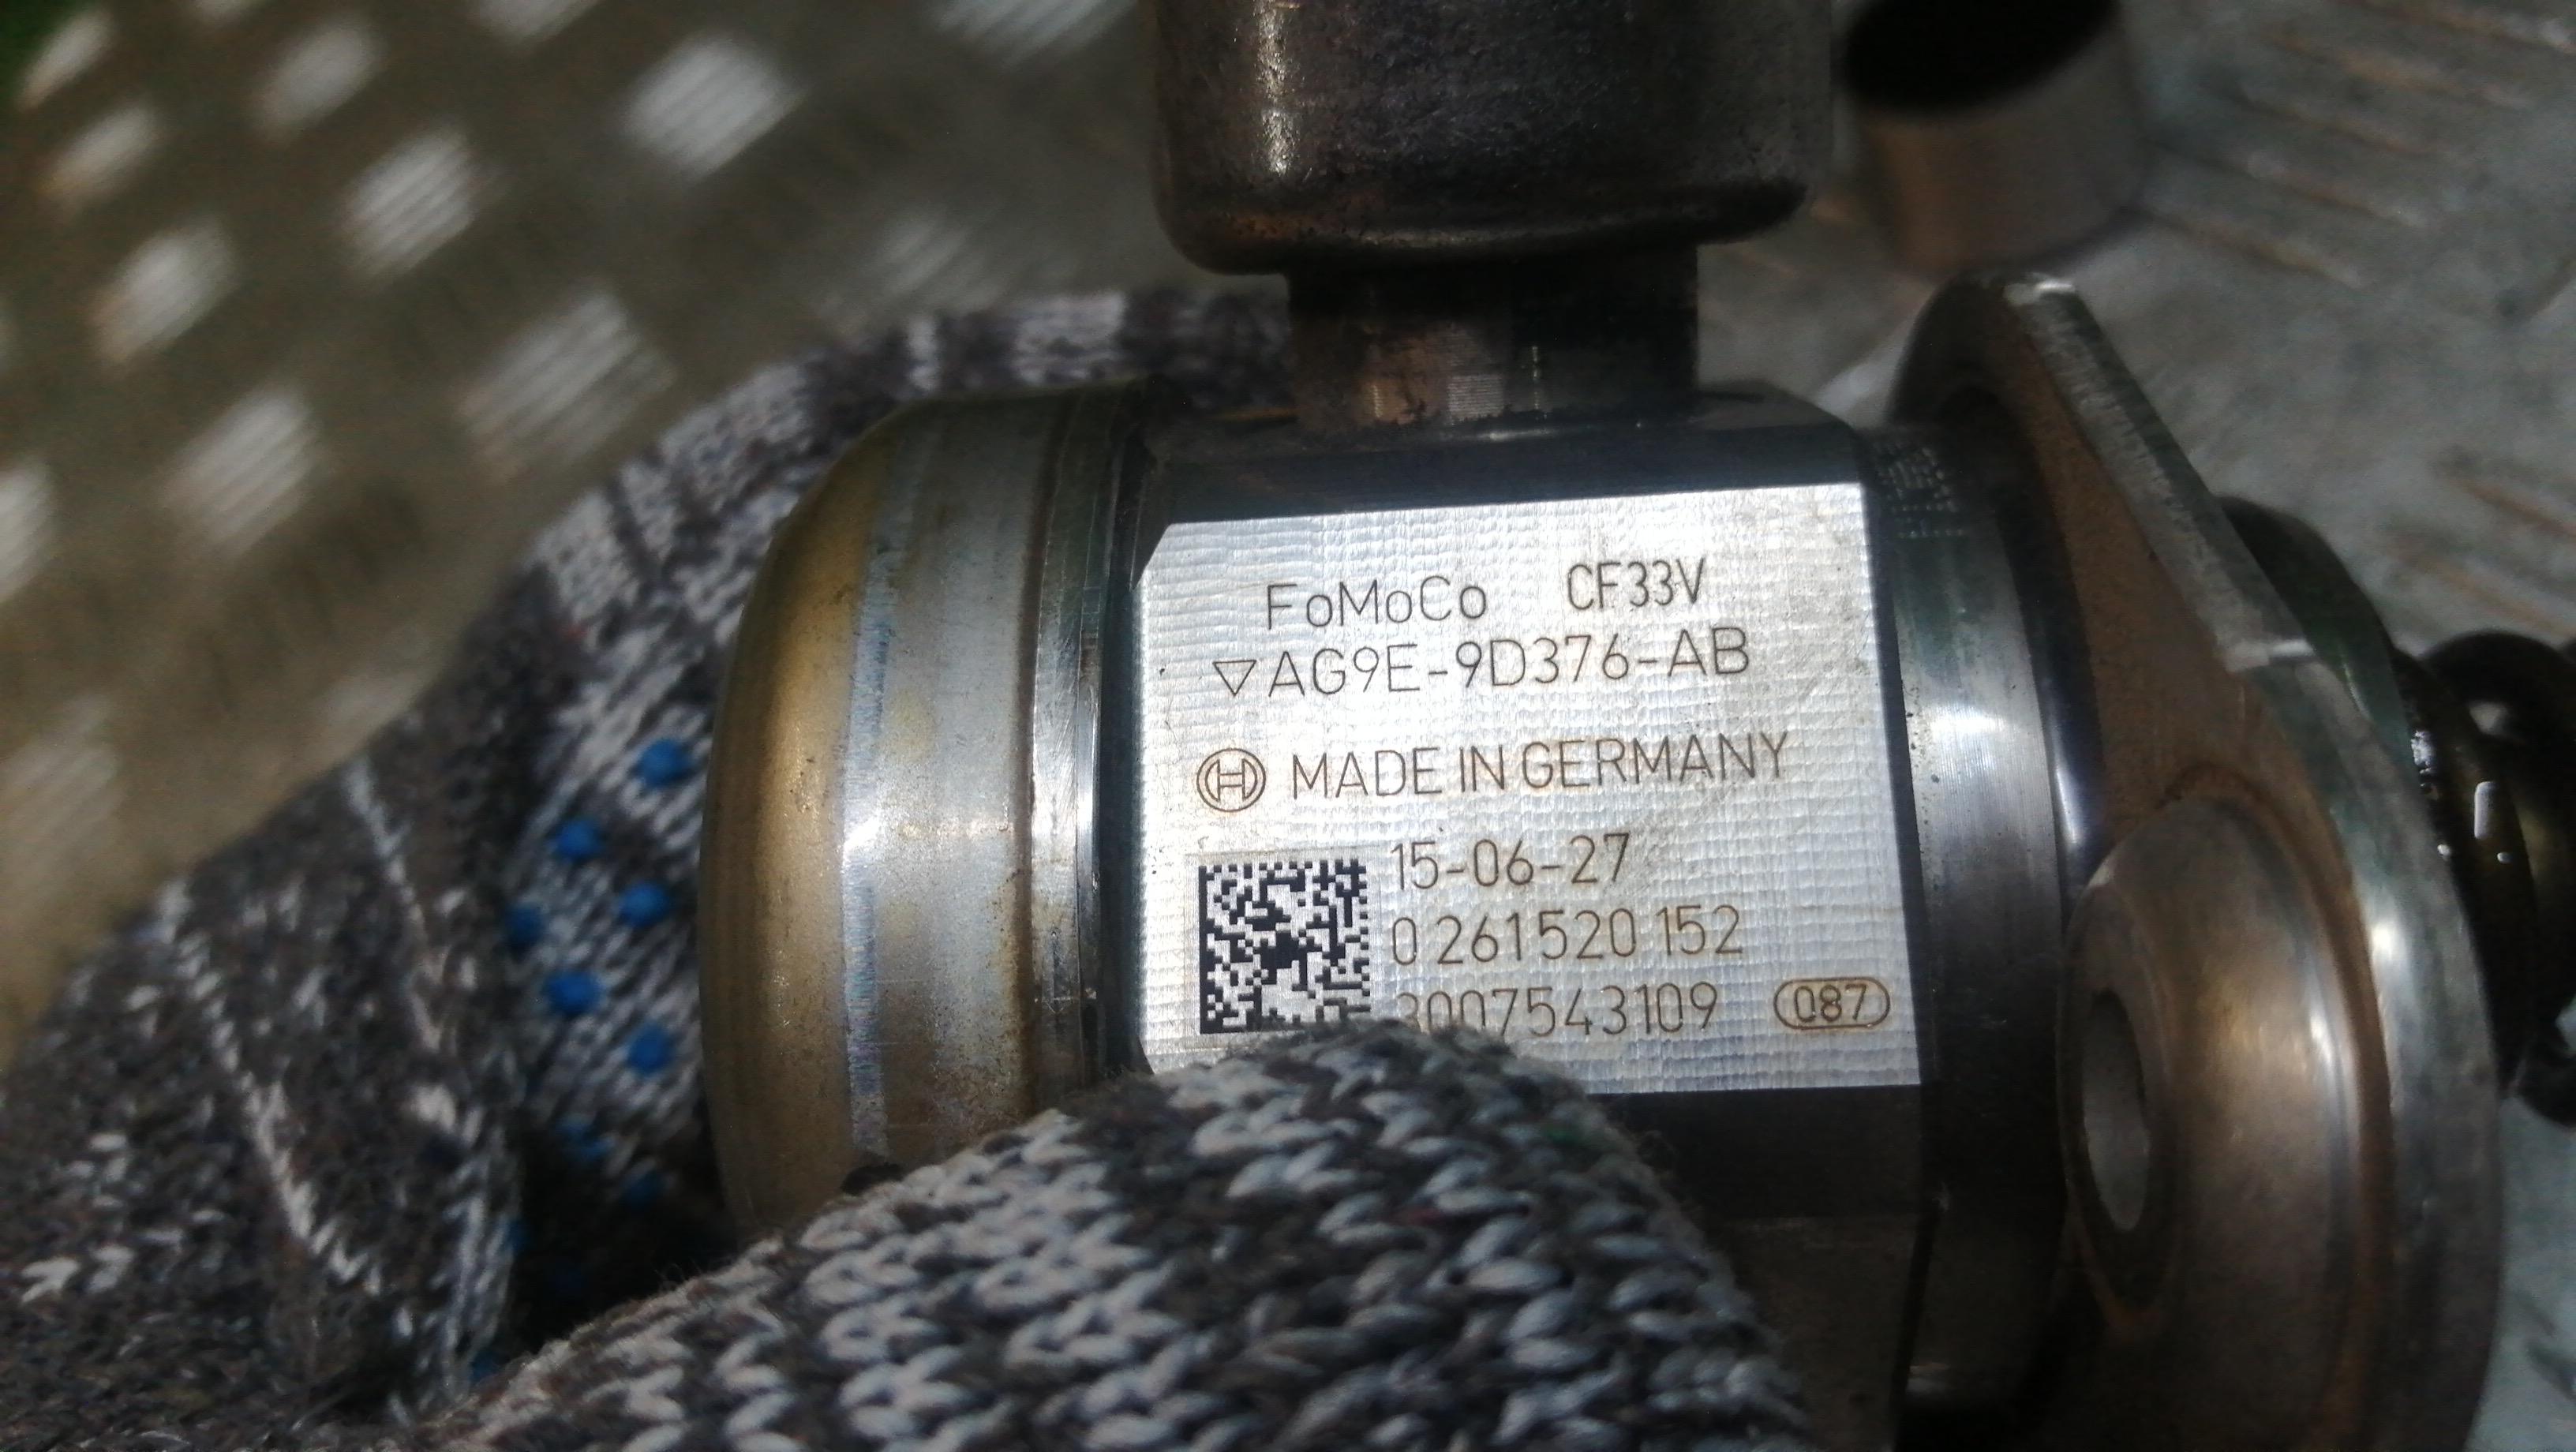 FoMoCo CF33V
▽AG9E-9D376-AB
MADE IN GERMANY
15-06-27
0 261 520 152
3007543109 087